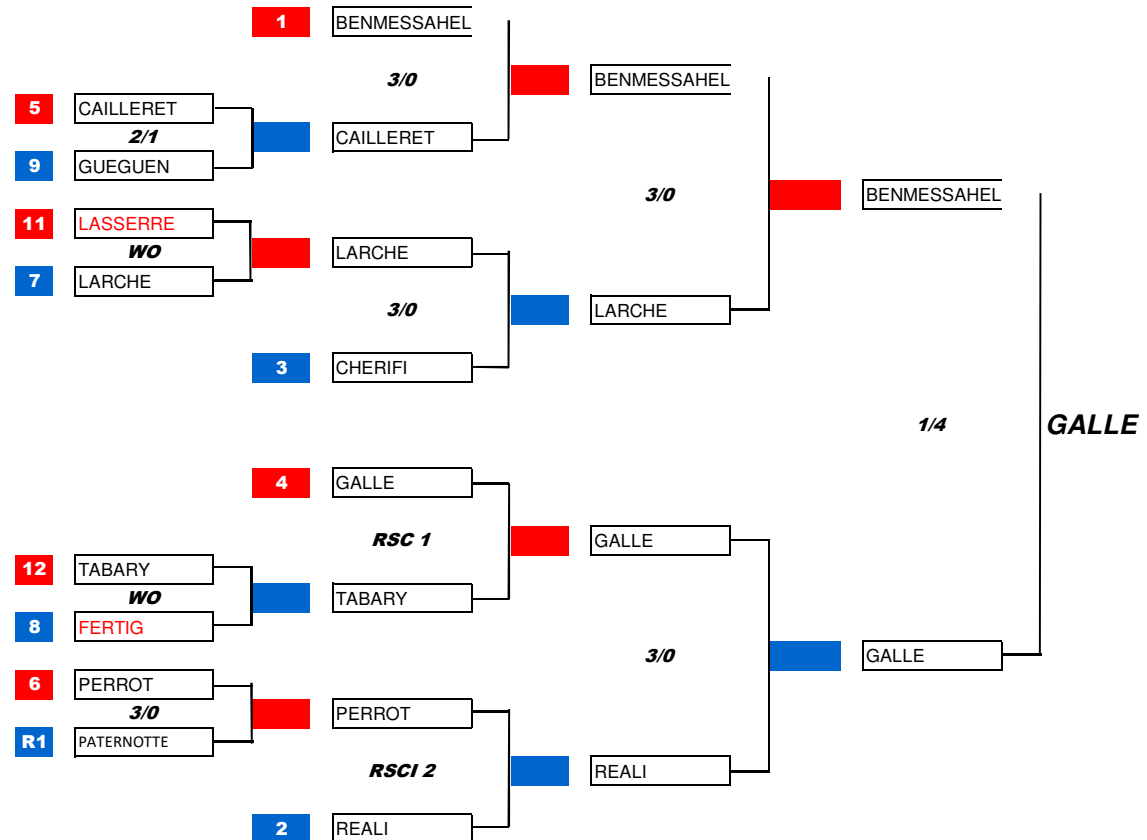 1 BENMESSAHEL
3/0 BENMESSAHEL
5 CAILLERET
2/1 CAILLERET
9 GUEGUEN
3/0 BENMESSAHEL
11 LASSERRE
WO LARCHE
7 LARCHE
3/0 LARCHE
3 CHERIFI
1/4 GALLE
4 GALLE
RSC 1 GALLE
12 TABARY
WO TABARY
8 FERTIG
3/0 GALLE
6 PERROT
3/0 PERROT
R1 PATERNOTTE
RSCI 2 REALI
2 REALI